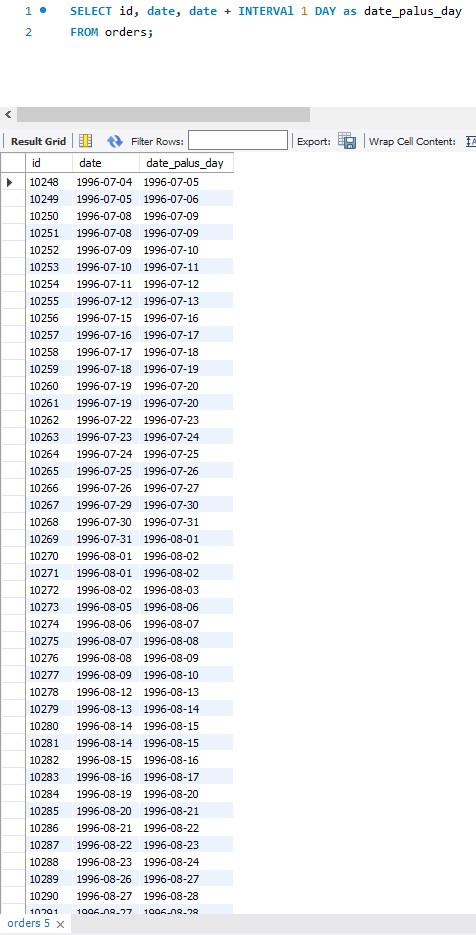 1 SELECT id, date, date + INTERVAl 1 DAY as date_palus_day
2 FROM orders;
Result Grid Filter Rows: Export: Wrap Cell Content:
id date date_palus_day
10248 1996-07-04 1996-07-05
10249 1996-07-05 1996-07-06
10250 1996-07-08 1996-07-09
10251 1996-07-08 1996-07-09
10252 1996-07-09 1996-07-10
10253 1996-07-10 1996-07-11
10254 1996-07-11 1996-07-12
10255 1996-07-12 1996-07-13
10256 1996-07-15 1996-07-16
10257 1996-07-16 1996-07-17
10258 1996-07-17 1996-07-18
10259 1996-07-18 1996-07-19
10260 1996-07-19 1996-07-20
10261 1996-07-19 1996-07-20
10262 1996-07-22 1996-07-23
10263 1996-07-23 1996-07-24
10264 1996-07-24 1996-07-25
10265 1996-07-25 1996-07-26
10266 1996-07-26 1996-07-27
10267 1996-07-29 1996-07-30
10268 1996-07-30 1996-07-31
10269 1996-07-31 1996-08-01
10270 1996-08-01 1996-08-02
10271 1996-08-01 1996-08-02
10272 1996-08-02 1996-08-03
10273 1996-08-05 1996-08-06
10274 1996-08-06 1996-08-07
10275 1996-08-07 1996-08-08
10276 1996-08-08 1996-08-09
10277 1996-08-09 1996-08-10
10278 1996-08-12 1996-08-13
10279 1996-08-13 1996-08-14
10280 1996-08-14 1996-08-15
10281 1996-08-14 1996-08-15
10282 1996-08-15 1996-08-16
10283 1996-08-16 1996-08-17
10284 1996-08-19 1996-08-20
10285 1996-08-20 1996-08-21
10286 1996-08-21 1996-08-22
10287 1996-08-22 1996-08-23
10288 1996-08-23 1996-08-24
10289 1996-08-26 1996-08-27
10290 1996-08-27 1996-08-28
10291 1996-08-27 1996-08-28
orders 5